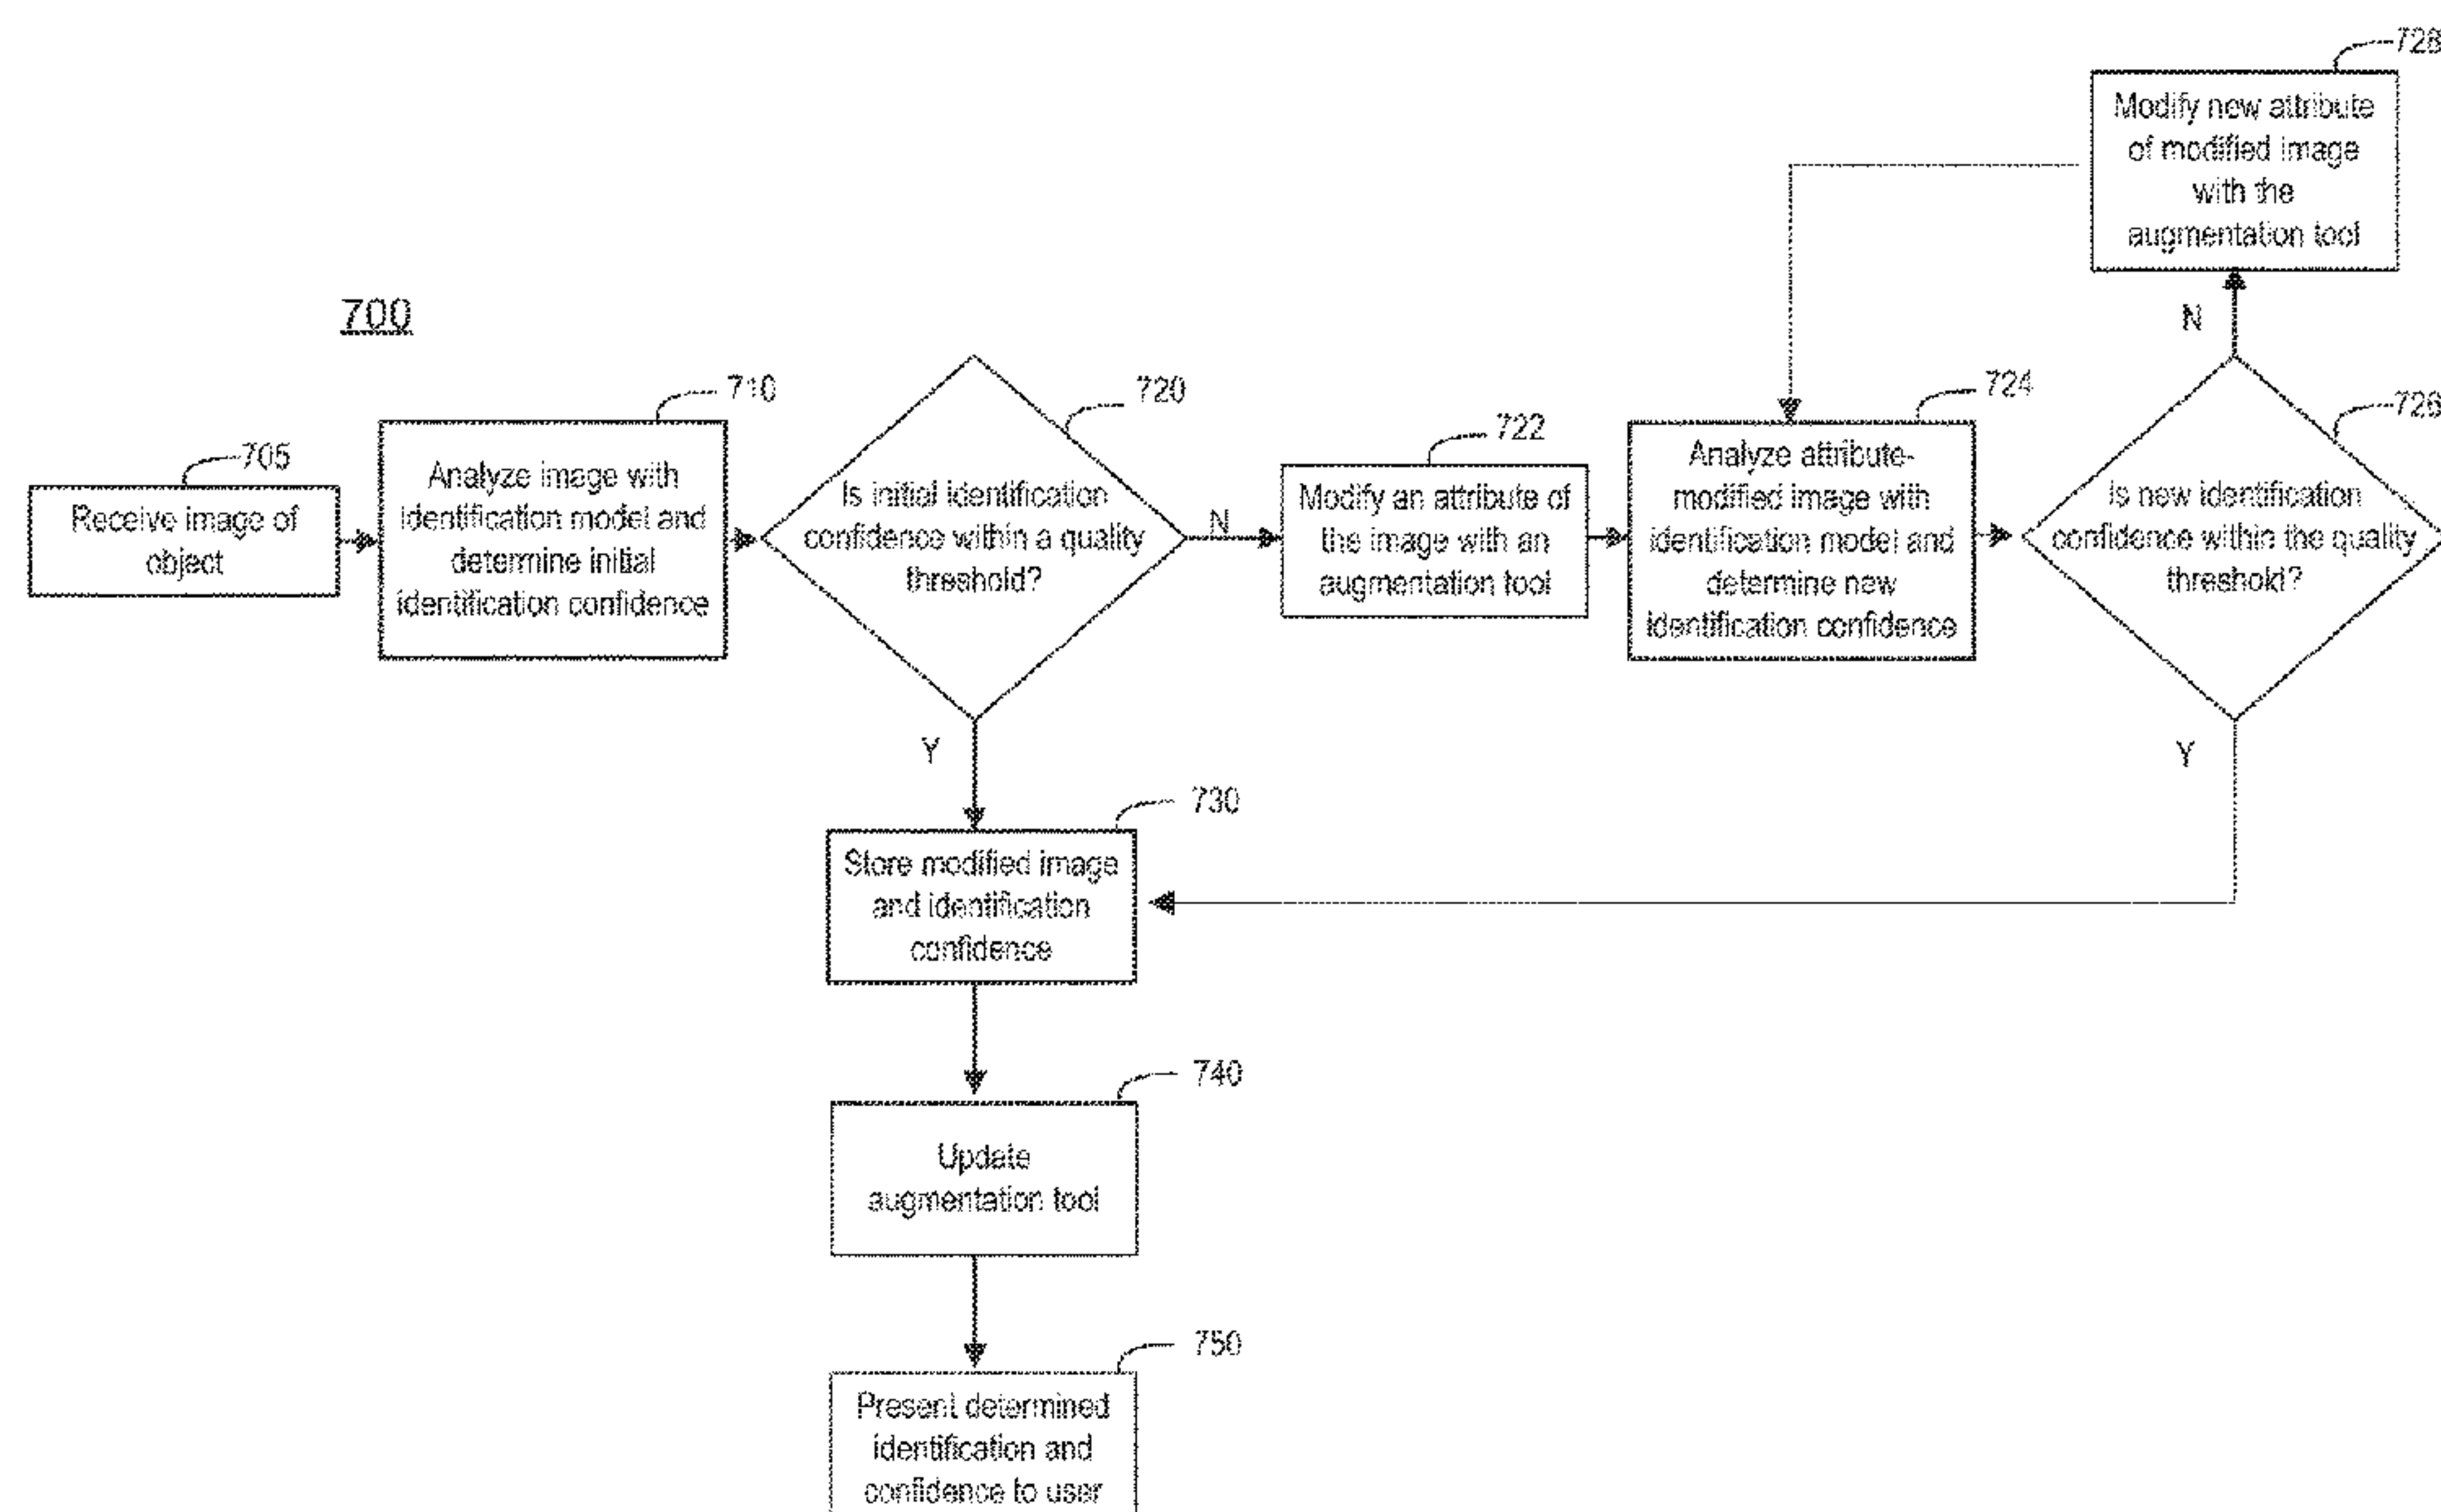 700
705
Receive image of
object
710
Analyze image with
identification model and
determine initial
identification confidence
720
Is initial identification
confidence within a quality
threshold?
N
Y
722
Modify an attribute of
the image with an
augmentation tool
724
Analyze attribute-
modified image with
identification model and
determine new
identification confidence
726
Is new identification
confidence within the quality
threshold?
N
Y
728
Modify new attribute
of modified image
with the
augmentation tool
730
Store modified image
and identification
confidence
740
Update
augmentation tool
750
Present determined
identification and
confidence to user